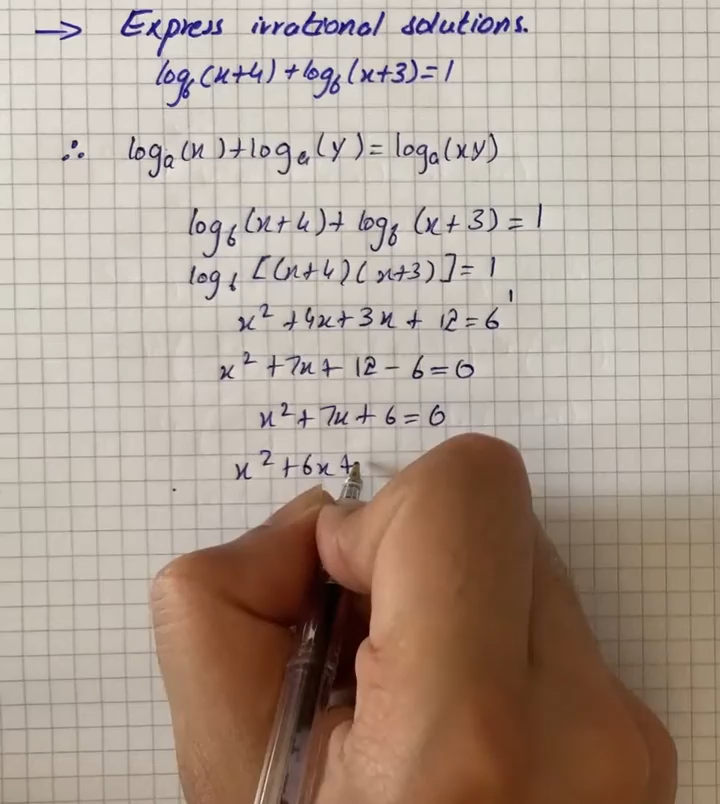 → Express irrational solutions.
log₆(x+4)+log₆(x+3)=1
∴ logₐ(x)+logₐ(y)=logₐ(xy)
log₆(x+4)+log₆(x+3)=1
log₆[(x+4)(x+3)]=1
x²+4x+3x+12=6¹
x²+7x+12-6=0
x²+7x+6=0
x²+6x+